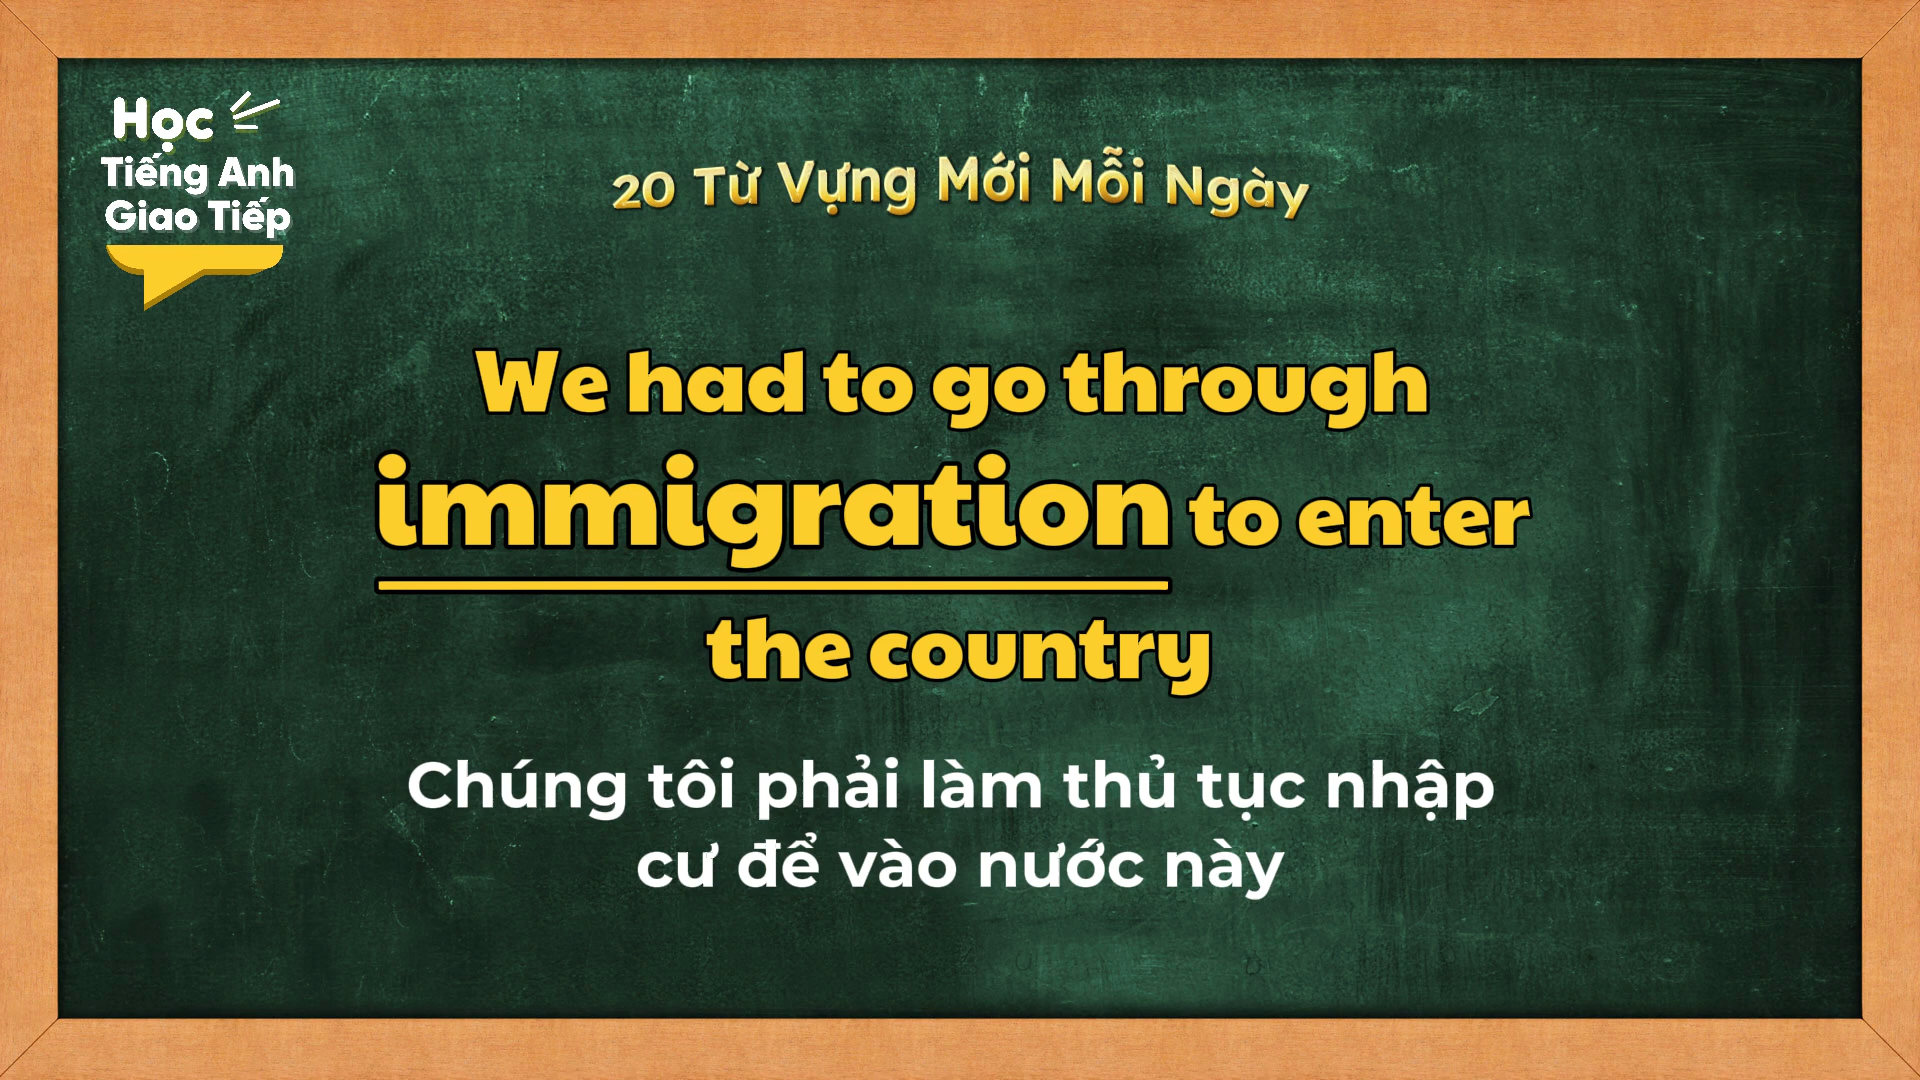 Học
Tiếng Anh
Giao Tiếp
20 Từ Vựng Mới Mỗi Ngày
We had to go through
immigration to enter
the country
Chúng tôi phải làm thủ tục nhập
cư để vào nước này